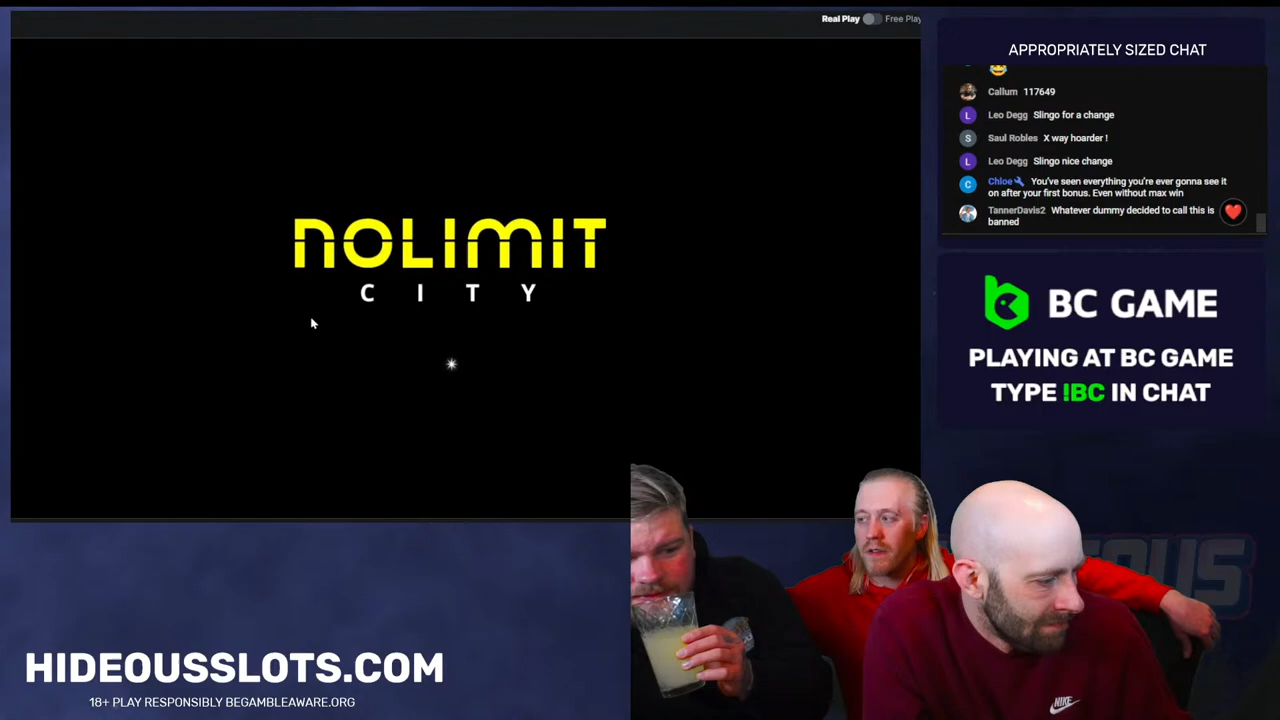 Real Play Free Play
APPROPRIATELY SIZED CHAT
Callum 117649
Leo Degg Slingo for a change
Saul Robles X way hoarder !
Leo Degg Slingo nice change
Chloe You've seen everything you're ever gonna see it
on after your first bonus. Even without max win
TannerDavis2 Whatever dummy decided to call this is
banned
NOLIMIT
CITY
BC GAME
PLAYING AT BC GAME
TYPE !BC IN CHAT
HIDEOUSSLOTS.COM
18+ PLAY RESPONSIBLY BEGAMBLEAWARE.ORG